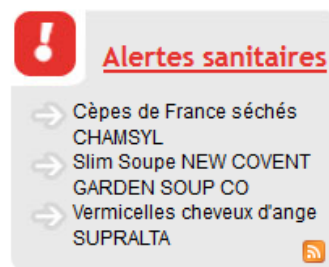 Alertes sanitaires
Cèpes de France séchés
CHAMSYL
Slim Soupe NEW COVENT
GARDEN SOUP CO
Vermicelles cheveux d'ange
SUPRALTA